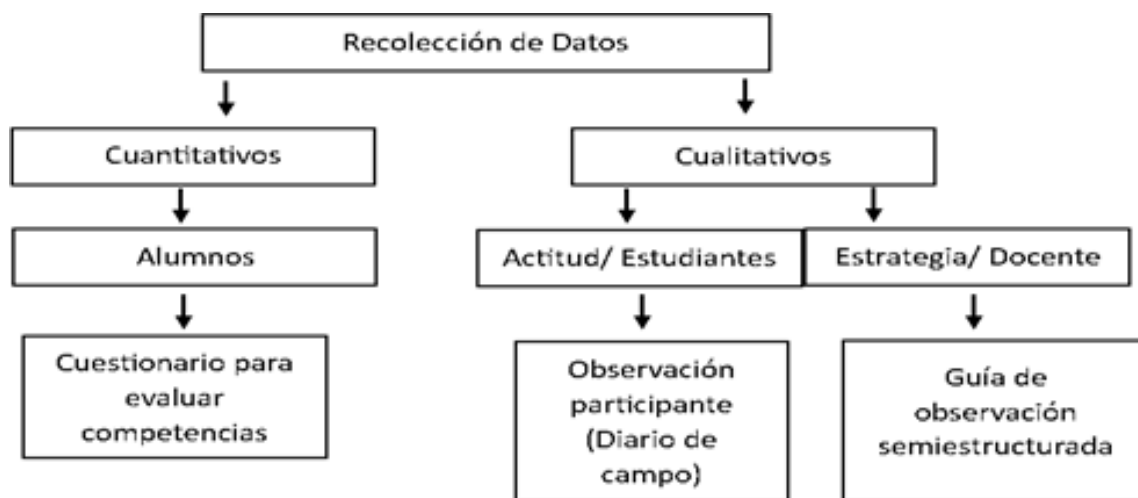 Recolección de Datos
Cuantitativos
Cualitativos
Alumnos
Actitud/ Estudiantes
Estrategia/ Docente
Cuestionario para
evaluar
competencias
Observación
participante
(Diario de
campo)
Guía de
observación
semiestructurada